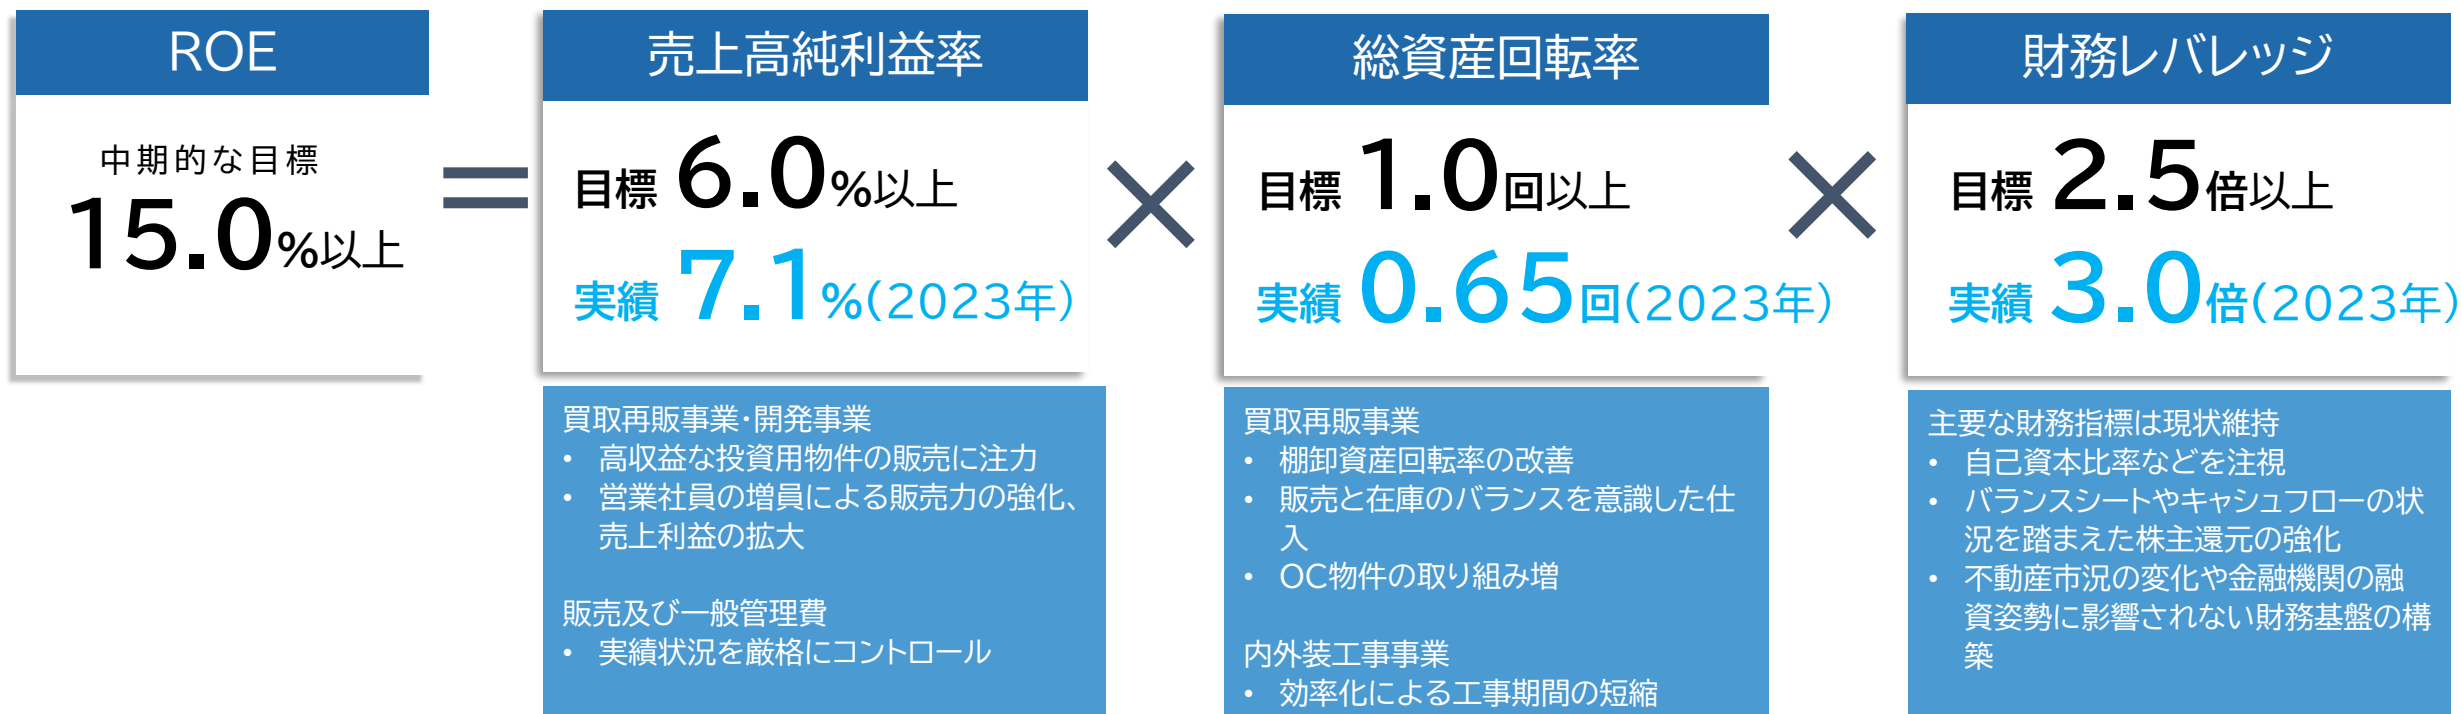 ROE
中期的な目標
15.0%以上
=
売上高純利益率
目標 6.0%以上
実績 7.1%(2023年)
買取再販事業・開発事業
• 高収益な投資用物件の販売に注力
• 営業社員の増員による販売力の強化、
売上利益の拡大
販売及び一般管理費
• 実績状況を厳格にコントロール
×
総資産回転率
目標 1.0回以上
実績 0.65回(2023年)
買取再販事業
• 棚卸資産回転率の改善
• 販売と在庫のバランスを意識した仕
入
• OC物件の取り組み増
内外装工事事業
• 効率化による工事期間の短縮
×
財務レバレッジ
目標 2.5倍以上
実績 3.0倍(2023年)
主要な財務指標は現状維持
• 自己資本比率などを注視
• バランスシートやキャッシュフローの状
況を踏まえた株主還元の強化
• 不動産市況の変化や金融機関の融
資姿勢に影響されない財務基盤の構
築